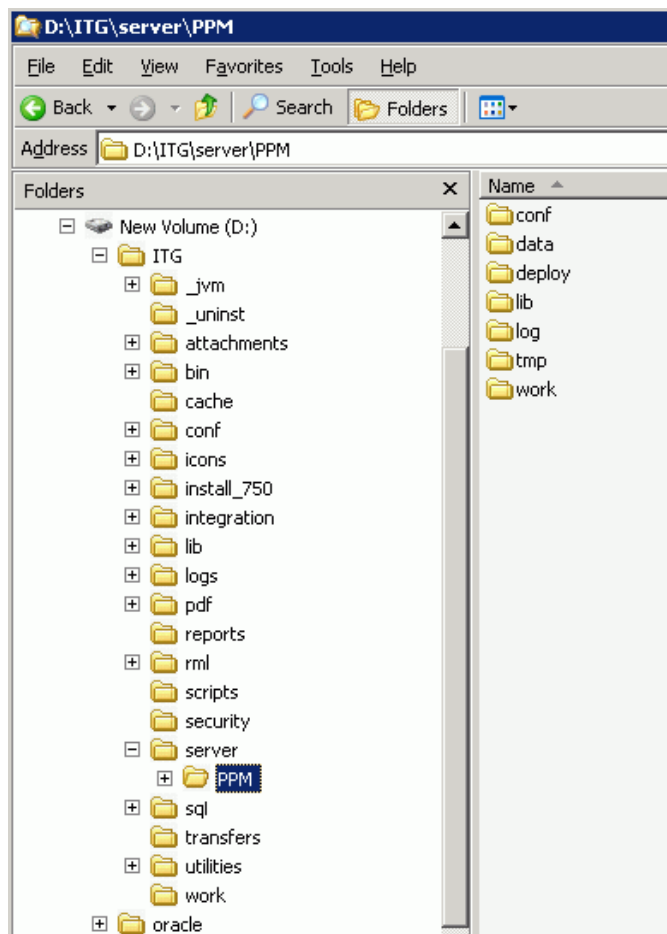 D:\ITG\server\PPM
File Edit View Favorites Tools Help
Back Search Folders
Address D:\ITG\server\PPM
Folders
New Volume (D:)
ITG
_jvm
_uninst
attachments
bin
cache
conf
icons
install_750
integration
lib
logs
pdf
reports
rml
scripts
security
server
PPM
sql
transfers
utilities
work
oracle
Name
conf
data
deploy
lib
log
tmp
work